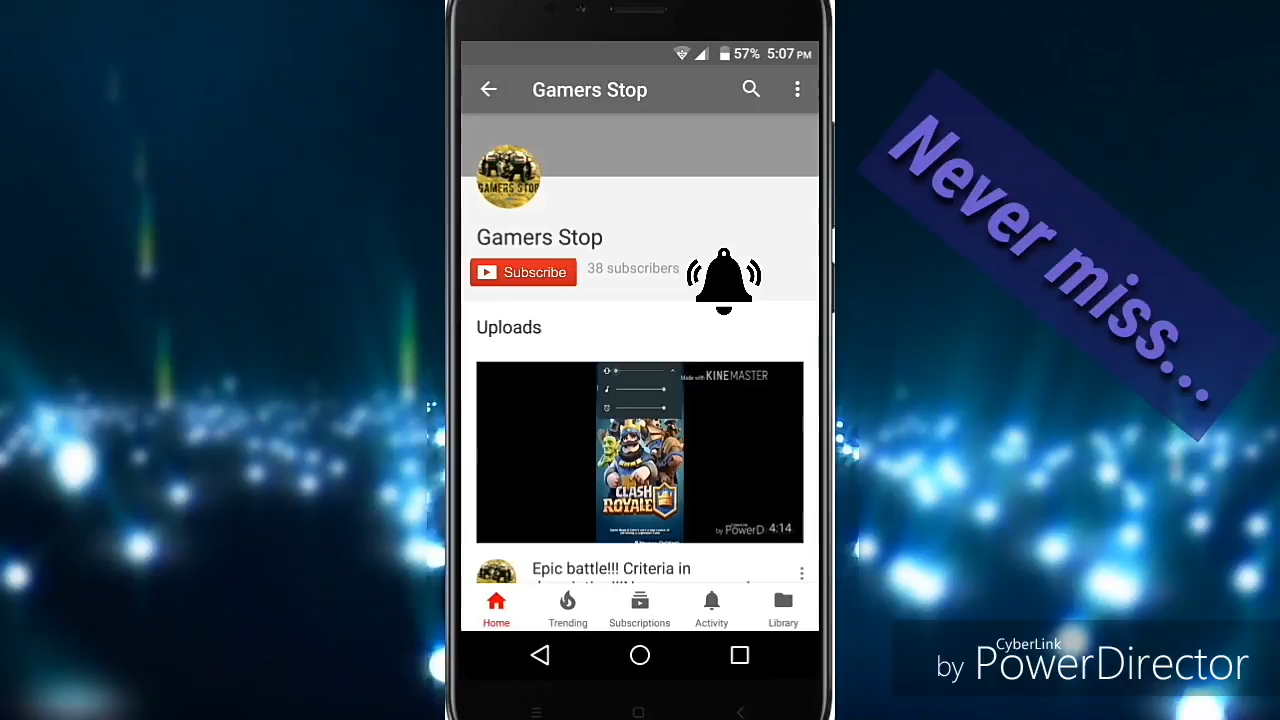 57% 5:07 PM
Gamers Stop
GAMERS STOP
Gamers Stop
Subscribe 38 subscribers
Uploads
Made with KINEMASTER
CLASH
ROYALE
by PowerD 4:14
Epic battle!!! Criteria in
Home Trending Subscriptions Activity Library
Never miss...
CyberLink
by PowerDirector